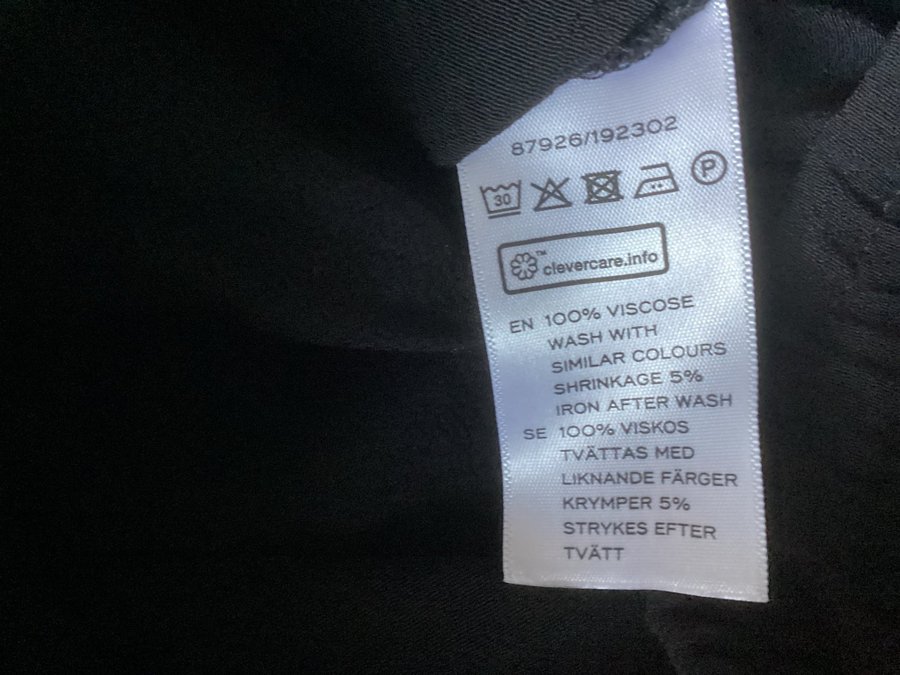 87926/192302
30 P
™ clevercare.info
EN 100% VISCOSE
WASH WITH
SIMILAR COLOURS
SHRINKAGE 5%
IRON AFTER WASH
SE 100% VISKOS
TVÄTTAS MED
LIKNANDE FÄRGER
KRYMPER 5%
STRYKES EFTER
TVÄTT